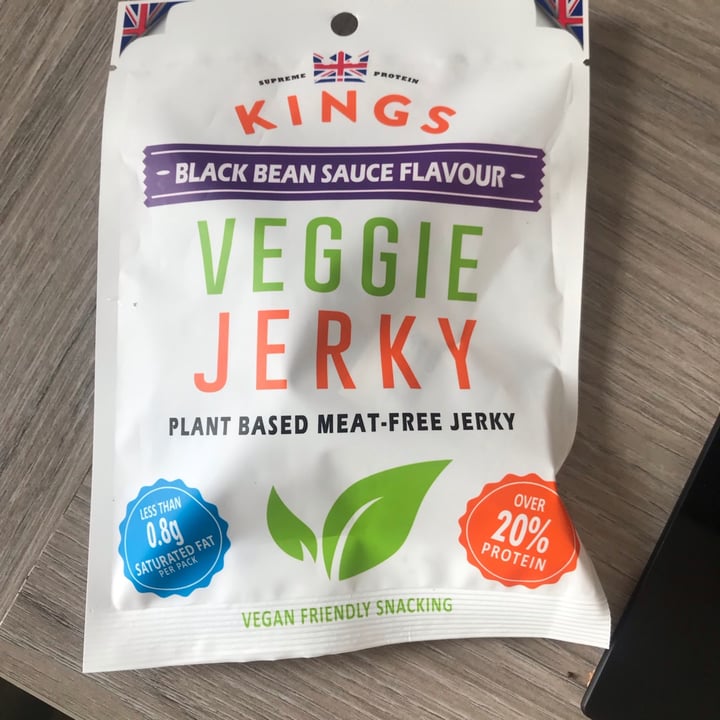 SUPREME PROTEIN
KINGS
- BLACK BEAN SAUCE FLAVOUR -
VEGGIE
JERKY
PLANT BASED MEAT-FREE JERKY
LESS THAN
0.8g
SATURATED FAT
PER PACK
OVER
20%
PROTEIN
VEGAN FRIENDLY SNACKING